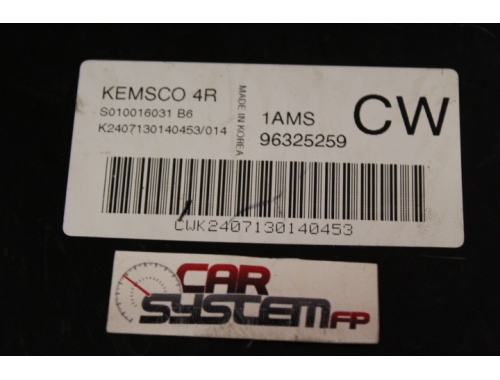 KEMSCO 4R
S010016031 B6
K2407130140453/014
MADE IN KOREA
1AMS
96325259
CW
CWK2407130140453
CAR
SYSTEM FP